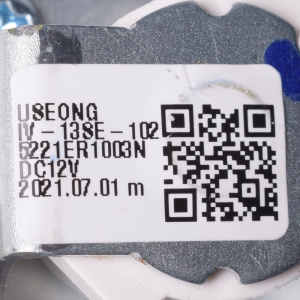 USEONG
IV-13SE-102
5221ER1003N
DC12V
2021.07.01 m